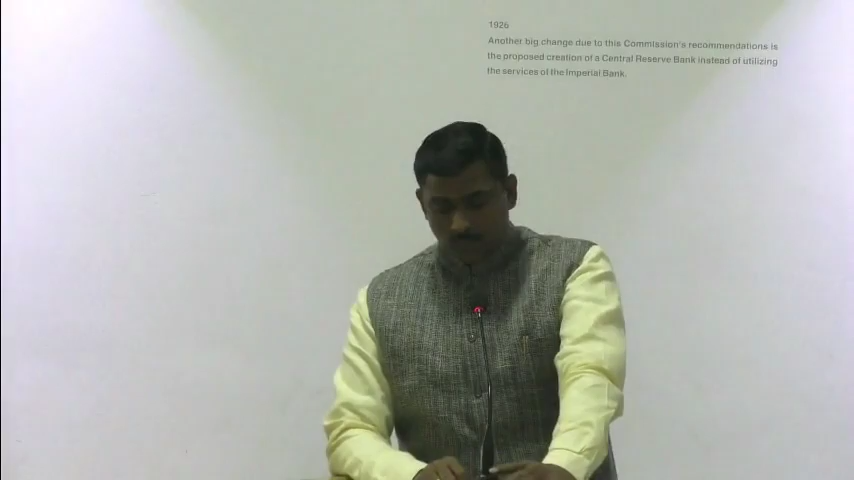 1926
Another big change due to this Commission's recommendations is
the proposed creation of a Central Reserve Bank instead of utilizing
the services of the Imperial Bank.